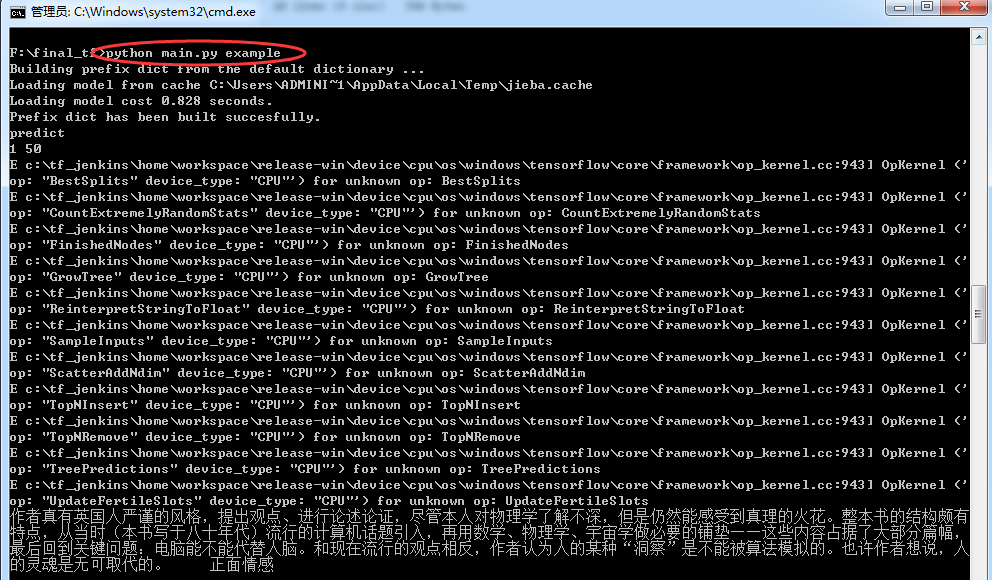 管理员: C:\Windows\system32\cmd.exe
F:\final_tf>python main.py example
Building prefix dict from the default dictionary ...
Loading model from cache C:\Users\ADMINI~1\AppData\Local\Temp\jieba.cache
Loading model cost 0.828 seconds.
Prefix dict has been built succesfully.
predict
1 50
E c:\tf_jenkins\home\workspace\release-win\device\cpu\os\windows\tensorflow\core\framework\op_kernel.cc:943] OpKernel ('
op: "BestSplits" device_type: "CPU"') for unknown op: BestSplits
E c:\tf_jenkins\home\workspace\release-win\device\cpu\os\windows\tensorflow\core\framework\op_kernel.cc:943] OpKernel ('
op: "CountExtremelyRandomStats" device_type: "CPU"') for unknown op: CountExtremelyRandomStats
E c:\tf_jenkins\home\workspace\release-win\device\cpu\os\windows\tensorflow\core\framework\op_kernel.cc:943] OpKernel ('
op: "FinishedNodes" device_type: "CPU"') for unknown op: FinishedNodes
E c:\tf_jenkins\home\workspace\release-win\device\cpu\os\windows\tensorflow\core\framework\op_kernel.cc:943] OpKernel ('
op: "GrowTree" device_type: "CPU"') for unknown op: GrowTree
E c:\tf_jenkins\home\workspace\release-win\device\cpu\os\windows\tensorflow\core\framework\op_kernel.cc:943] OpKernel ('
op: "ReinterpretStringToFloat" device_type: "CPU"') for unknown op: ReinterpretStringToFloat
E c:\tf_jenkins\home\workspace\release-win\device\cpu\os\windows\tensorflow\core\framework\op_kernel.cc:943] OpKernel ('
op: "SampleInputs" device_type: "CPU"') for unknown op: SampleInputs
E c:\tf_jenkins\home\workspace\release-win\device\cpu\os\windows\tensorflow\core\framework\op_kernel.cc:943] OpKernel ('
op: "ScatterAddNdim" device_type: "CPU"') for unknown op: ScatterAddNdim
E c:\tf_jenkins\home\workspace\release-win\device\cpu\os\windows\tensorflow\core\framework\op_kernel.cc:943] OpKernel ('
op: "TopNInsert" device_type: "CPU"') for unknown op: TopNInsert
E c:\tf_jenkins\home\workspace\release-win\device\cpu\os\windows\tensorflow\core\framework\op_kernel.cc:943] OpKernel ('
op: "TopNRemove" device_type: "CPU"') for unknown op: TopNRemove
E c:\tf_jenkins\home\workspace\release-win\device\cpu\os\windows\tensorflow\core\framework\op_kernel.cc:943] OpKernel ('
op: "TreePredictions" device_type: "CPU"') for unknown op: TreePredictions
E c:\tf_jenkins\home\workspace\release-win\device\cpu\os\windows\tensorflow\core\framework\op_kernel.cc:943] OpKernel ('
op: "UpdateFertileSlots" device_type: "CPU"') for unknown op: UpdateFertileSlots
作者真有英国人严谨的风格，提出观点、进行论述论证，尽管本人对物理学了解不深，但是仍然能感受到真理的火花。整本书的结构颇有
特点，从当时（本书写于八十年代）流行的计算机话题引入，再用数学、物理学、宇宙学做必要的铺垫——这些内容占据了大部分篇幅，
最后回到关键问题：电脑能不能代替人脑。和现在流行的观点相反，作者认为人的某种“洞察”是不能被算法模拟的。也许作者想说，人
的灵魂是无可取代的。 正面情感